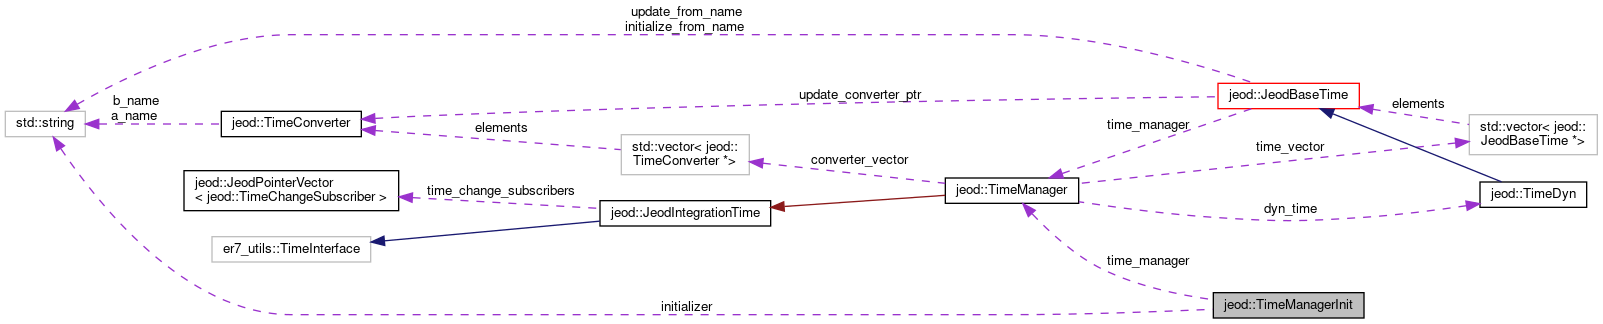 update_from_name
initialize_from_name
jeod::JeodBaseTime
update_converter_ptr
b_name
a_name
std::string
jeod::TimeConverter
elements
elements
time_manager
std::vector< jeod::
JeodBaseTime *>
std::vector< jeod::
TimeConverter *>
time_vector
converter_vector
jeod::JeodPointerVector
< jeod::TimeChangeSubscriber >
time_change_subscribers
jeod::TimeManager
jeod::TimeDyn
jeod::JeodIntegrationTime
dyn_time
er7_utils::TimeInterface
time_manager
initializer
jeod::TimeManagerInit